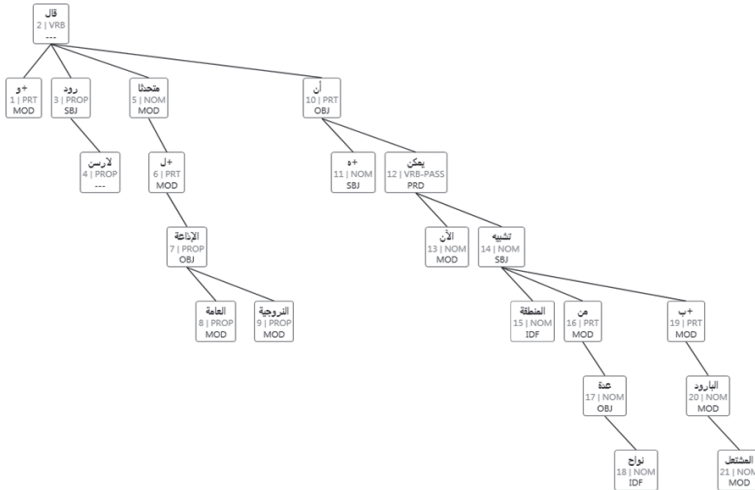 قال
2 | VRB
---
و+
1 | PRT
MOD
رود
3 | PROP
SBJ
متحدثا
5 | NOM
MOD
أن
10 | PRT
OBJ
لارسن
4 | PROP
---
ل+
6 | PRT
MOD
+ه
11 | NOM
SBJ
يمكن
12 | VRB-PASS
PRD
الإذاعة
7 | PROP
OBJ
الآن
13 | NOM
MOD
تشبيه
14 | NOM
SBJ
العامة
8 | PROP
MOD
النروجية
9 | PROP
MOD
المنطقة
15 | NOM
IDF
من
16 | PRT
MOD
ب+
19 | PRT
MOD
عدة
17 | NOM
OBJ
البارود
20 | NOM
MOD
نواح
18 | NOM
IDF
المشتعل
21 | NOM
MOD